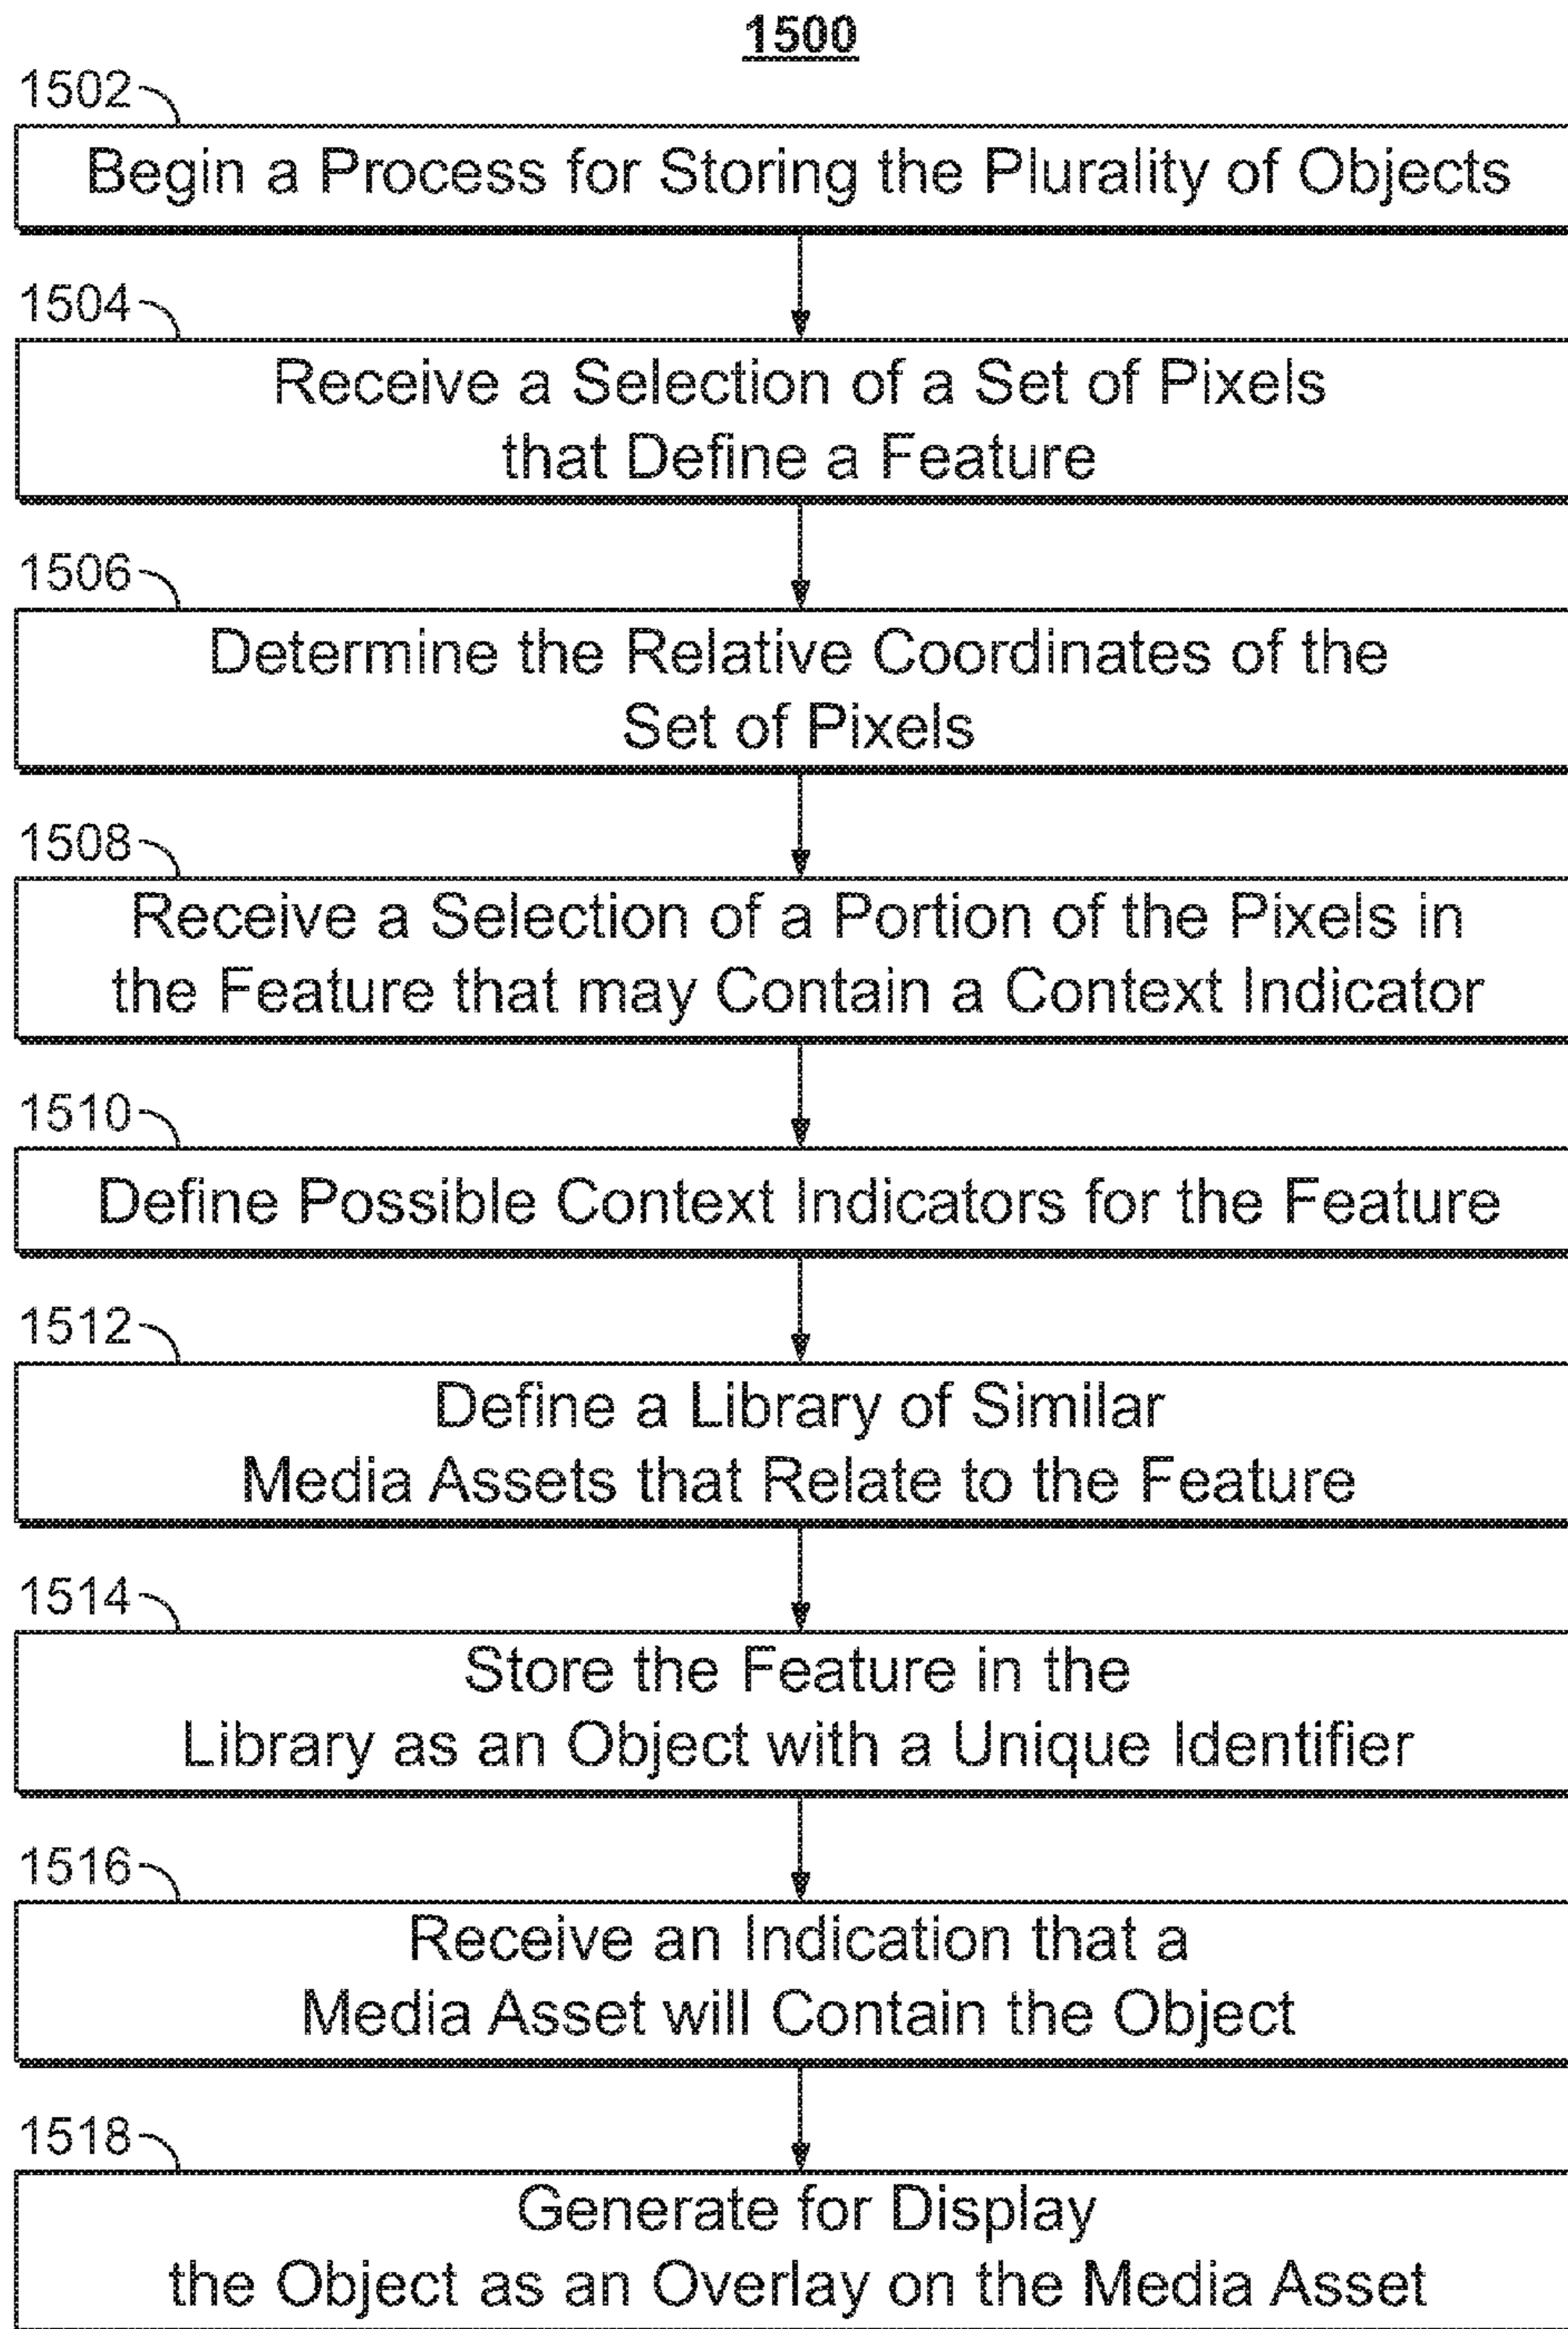 1500
1502
Begin a Process for Storing the Plurality of Objects
1504
Receive a Selection of a Set of Pixels
that Define a Feature
1506
Determine the Relative Coordinates of the
Set of Pixels
1508
Receive a Selection of a Portion of the Pixels in
the Feature that may Contain a Context Indicator
1510
Define Possible Context Indicators for the Feature
1512
Define a Library of Similar
Media Assets that Relate to the Feature
1514
Store the Feature in the
Library as an Object with a Unique Identifier
1516
Receive an Indication that a
Media Asset will Contain the Object
1518
Generate for Display
the Object as an Overlay on the Media Asset